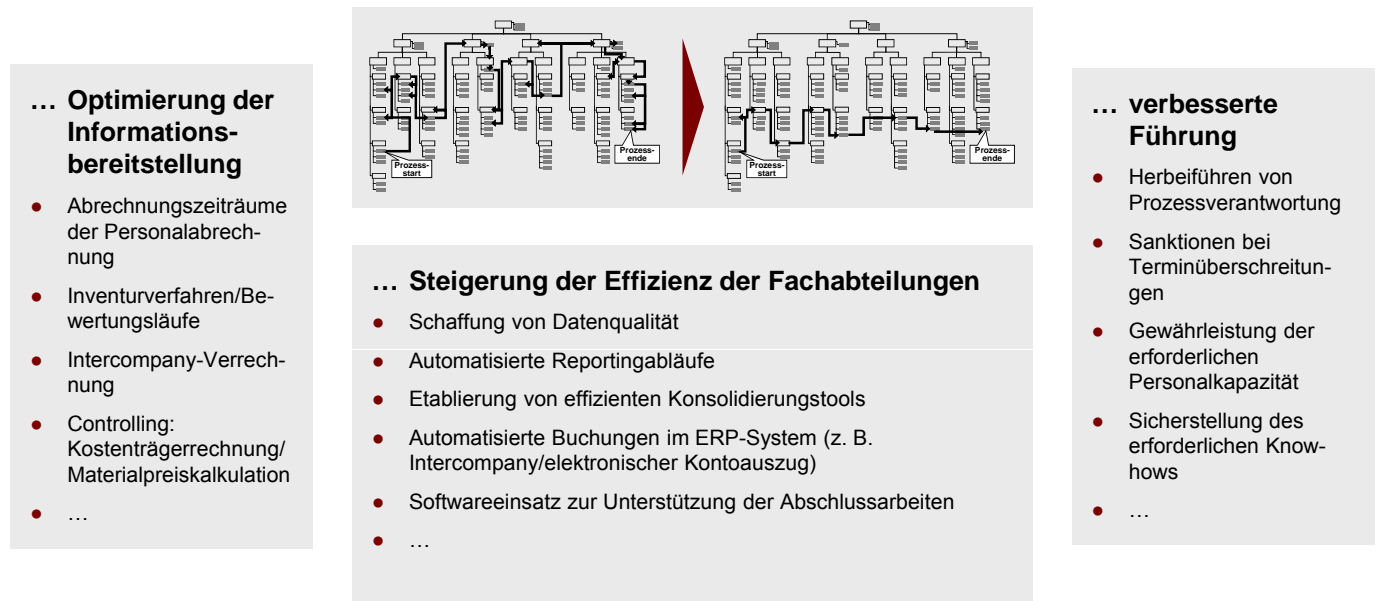 … Optimierung der
Informations-
bereitstellung
● Abrechnungszeiträume
der Personalabrech-
nung
● Inventurverfahren/Be-
wertungsläufe
● Intercompany-Verrech-
nung
● Controlling:
Kostenträgerrechnung/
Materialpreiskalkulation
● …
Prozess-
start
Prozess-
ende
Prozess-
start
Prozess-
ende
… Steigerung der Effizienz der Fachabteilungen
● Schaffung von Datenqualität
● Automatisierte Reportingabläufe
● Etablierung von effizienten Konsolidierungstools
● Automatisierte Buchungen im ERP-System (z. B.
Intercompany/elektronischer Kontoauszug)
● Softwareeinsatz zur Unterstützung der Abschlussarbeiten
● …
… verbesserte
Führung
● Herbeiführen von
Prozessverantwortung
● Sanktionen bei
Terminüberschreitun-
gen
● Gewährleistung der
erforderlichen
Personalkapazität
● Sicherstellung des
erforderlichen Know-
hows
● …